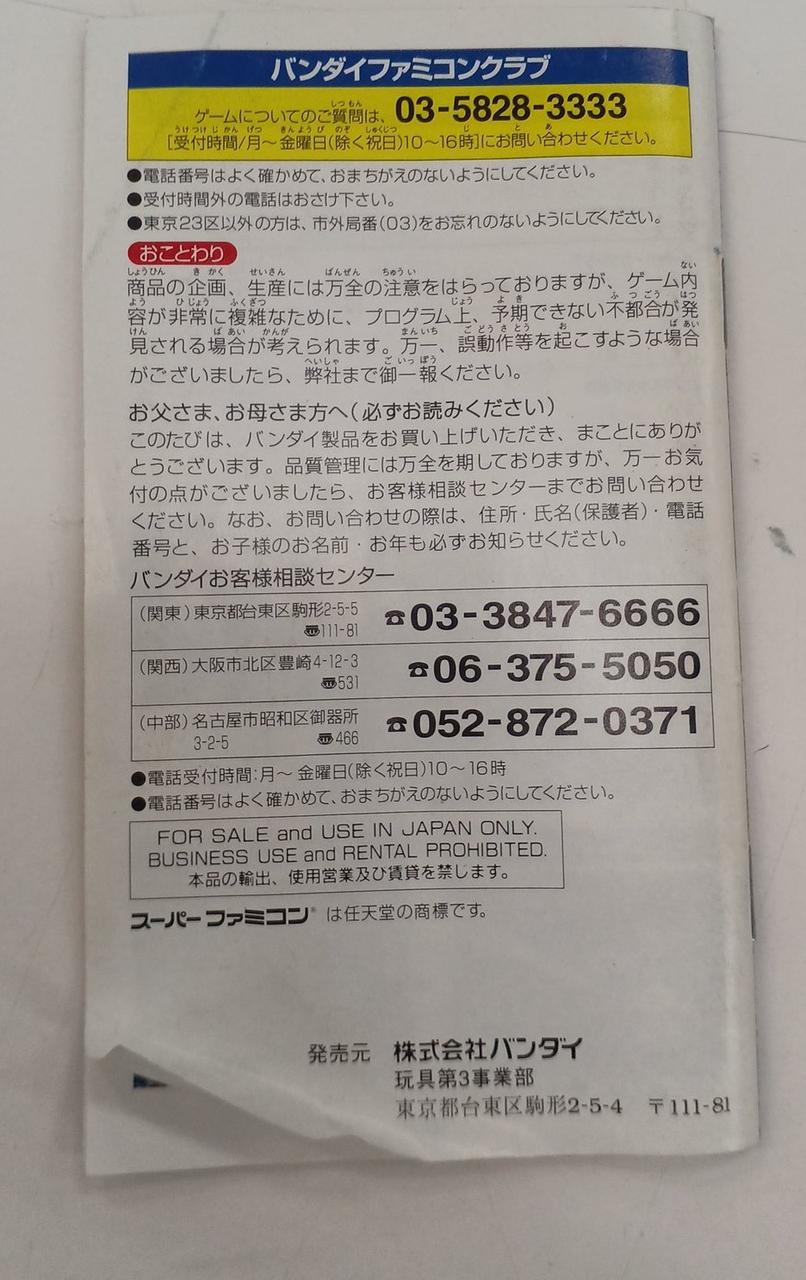 バンダイファミコンクラブ
ゲームについてのご質問は、03-5828-3333
[受付時間/月～金曜日(除く祝日)10～16時]にお問い合わせください。
●電話番号はよく確かめて、おまちがえのないようにしてください。
●受付時間外の電話はおさけ下さい。
●東京23区以外の方は、市外局番(03)をお忘れのないようにしてください。
おことわり
商品の企画、生産には万全の注意をはらっておりますが、ゲーム内
容が非常に複雑なために、プログラム上、予期できない不都合が発
見される場合が考えられます。万一、誤動作等を起こすような場合
がございましたら、弊社まで御一報ください。
お父さま、お母さま方へ(必ずお読みください)
このたびは、バンダイ製品をお買い上げいただき、まことにありが
とうございます。品質管理には万全を期しておりますが、万一お気
付の点がございましたら、お客様相談センターまでお問い合わせ
ください。なお、お問い合わせの際は、住所・氏名(保護者)・電話
番号と、お子様のお名前・お年も必ずお知らせください。
バンダイお客様相談センター
(関東)東京都台東区駒形2-5-5 ☎03-3847-6666
〠111-81
(関西)大阪市北区豊崎4-12-3 ☎06-375-5050
〠531
(中部)名古屋市昭和区御器所 ☎052-872-0371
3-2-5 〠466
●電話受付時間:月～金曜日(除く祝日)10～16時
●電話番号はよく確かめて、おまちがえのないようにしてください。
FOR SALE and USE IN JAPAN ONLY.
BUSINESS USE and RENTAL PROHIBITED.
本品の輸出、使用営業及び賃貸を禁じます。
スーパーファミコン®は任天堂の商標です。
発売元 株式会社バンダイ
玩具第3事業部
東京都台東区駒形2-5-4 〒111-81